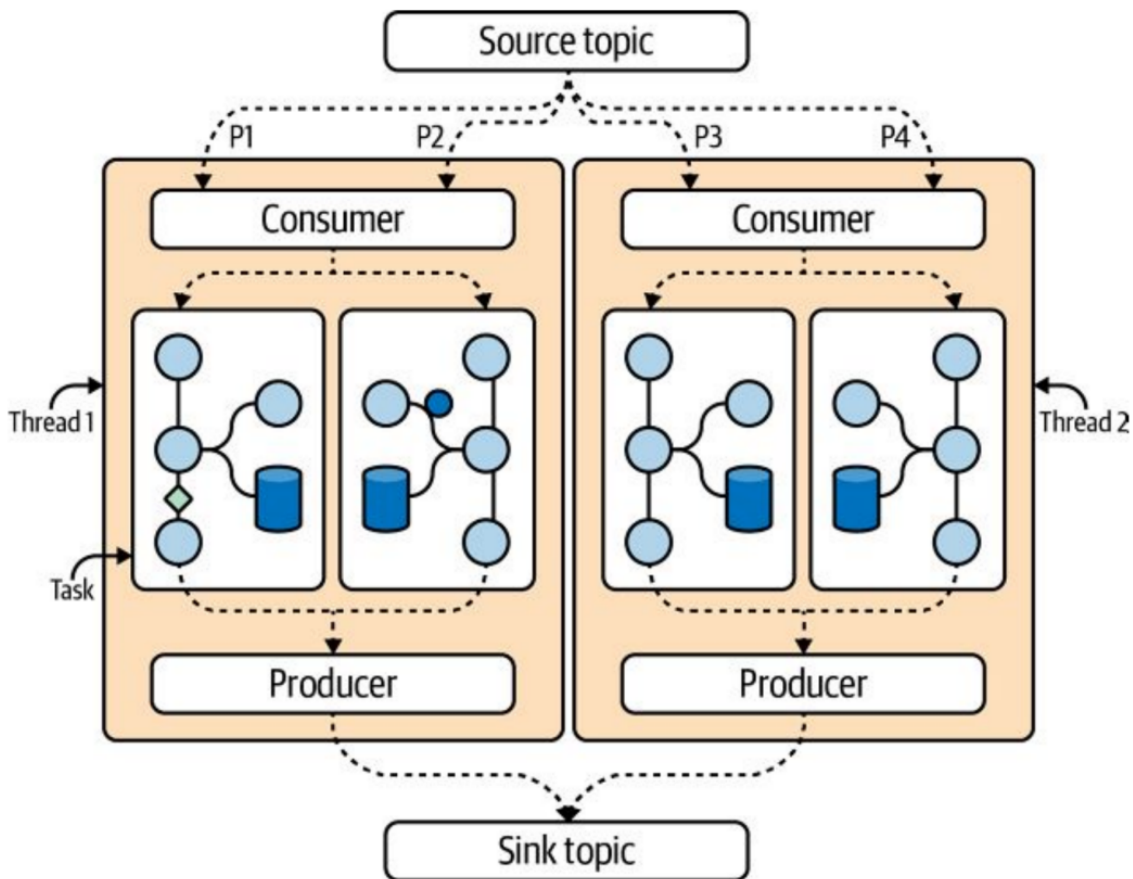 Source topic
P1
P2
P3
P4
Consumer
Consumer
Thread 1
Thread 2
Task
Producer
Producer
Sink topic